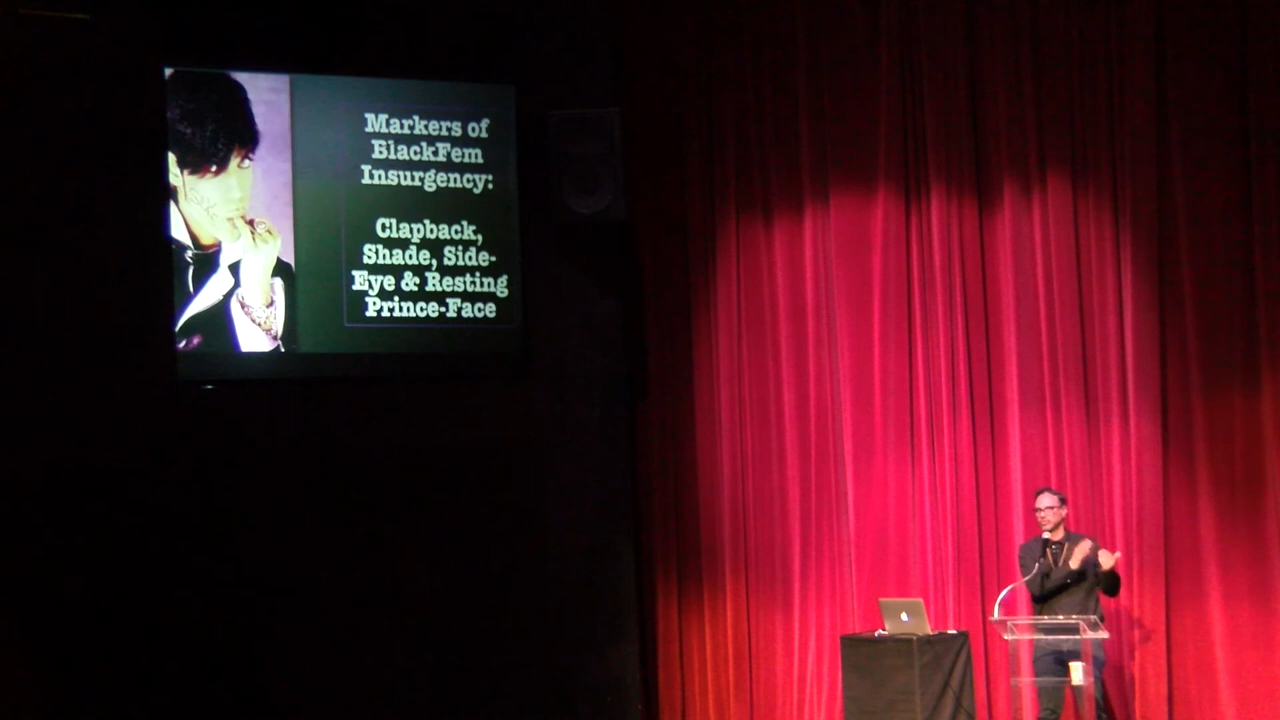 Markers of
BlackFem
Insurgency:
Clapback,
Shade, Side-
Eye & Resting
Prince-Face